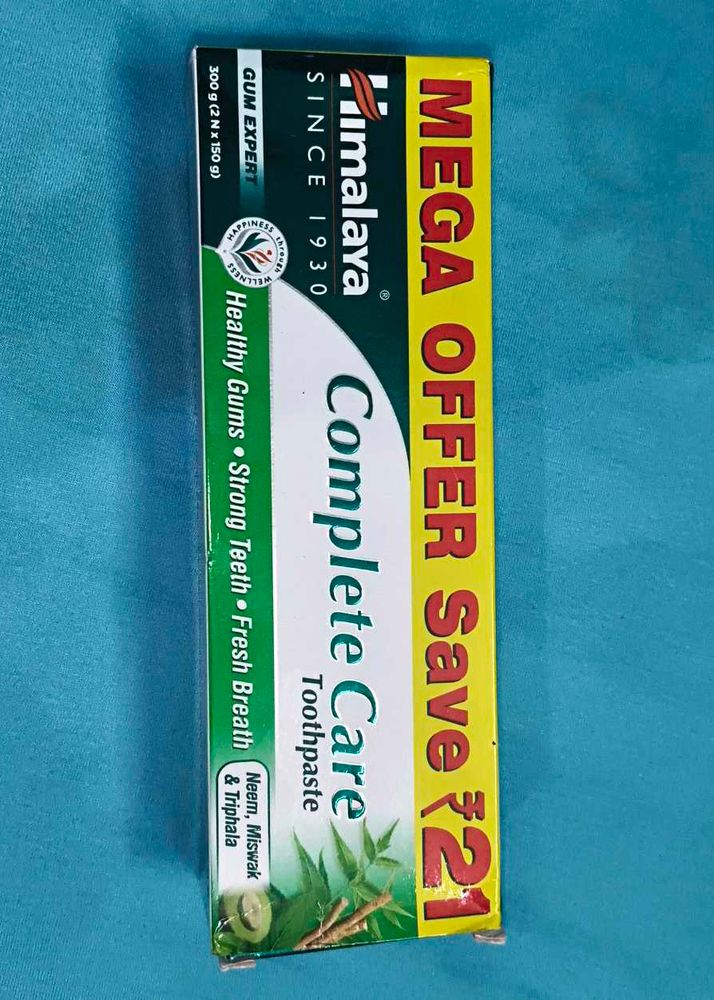 MEGA OFFER Save ₹21
Himalaya®
SINCE 1930
GUM EXPERT
300 g (2 N x 150 g)
HAPPINESS through WELLNESS
Complete Care
Toothpaste
Healthy Gums • Strong Teeth • Fresh Breath
Neem, Miswak
& Triphala